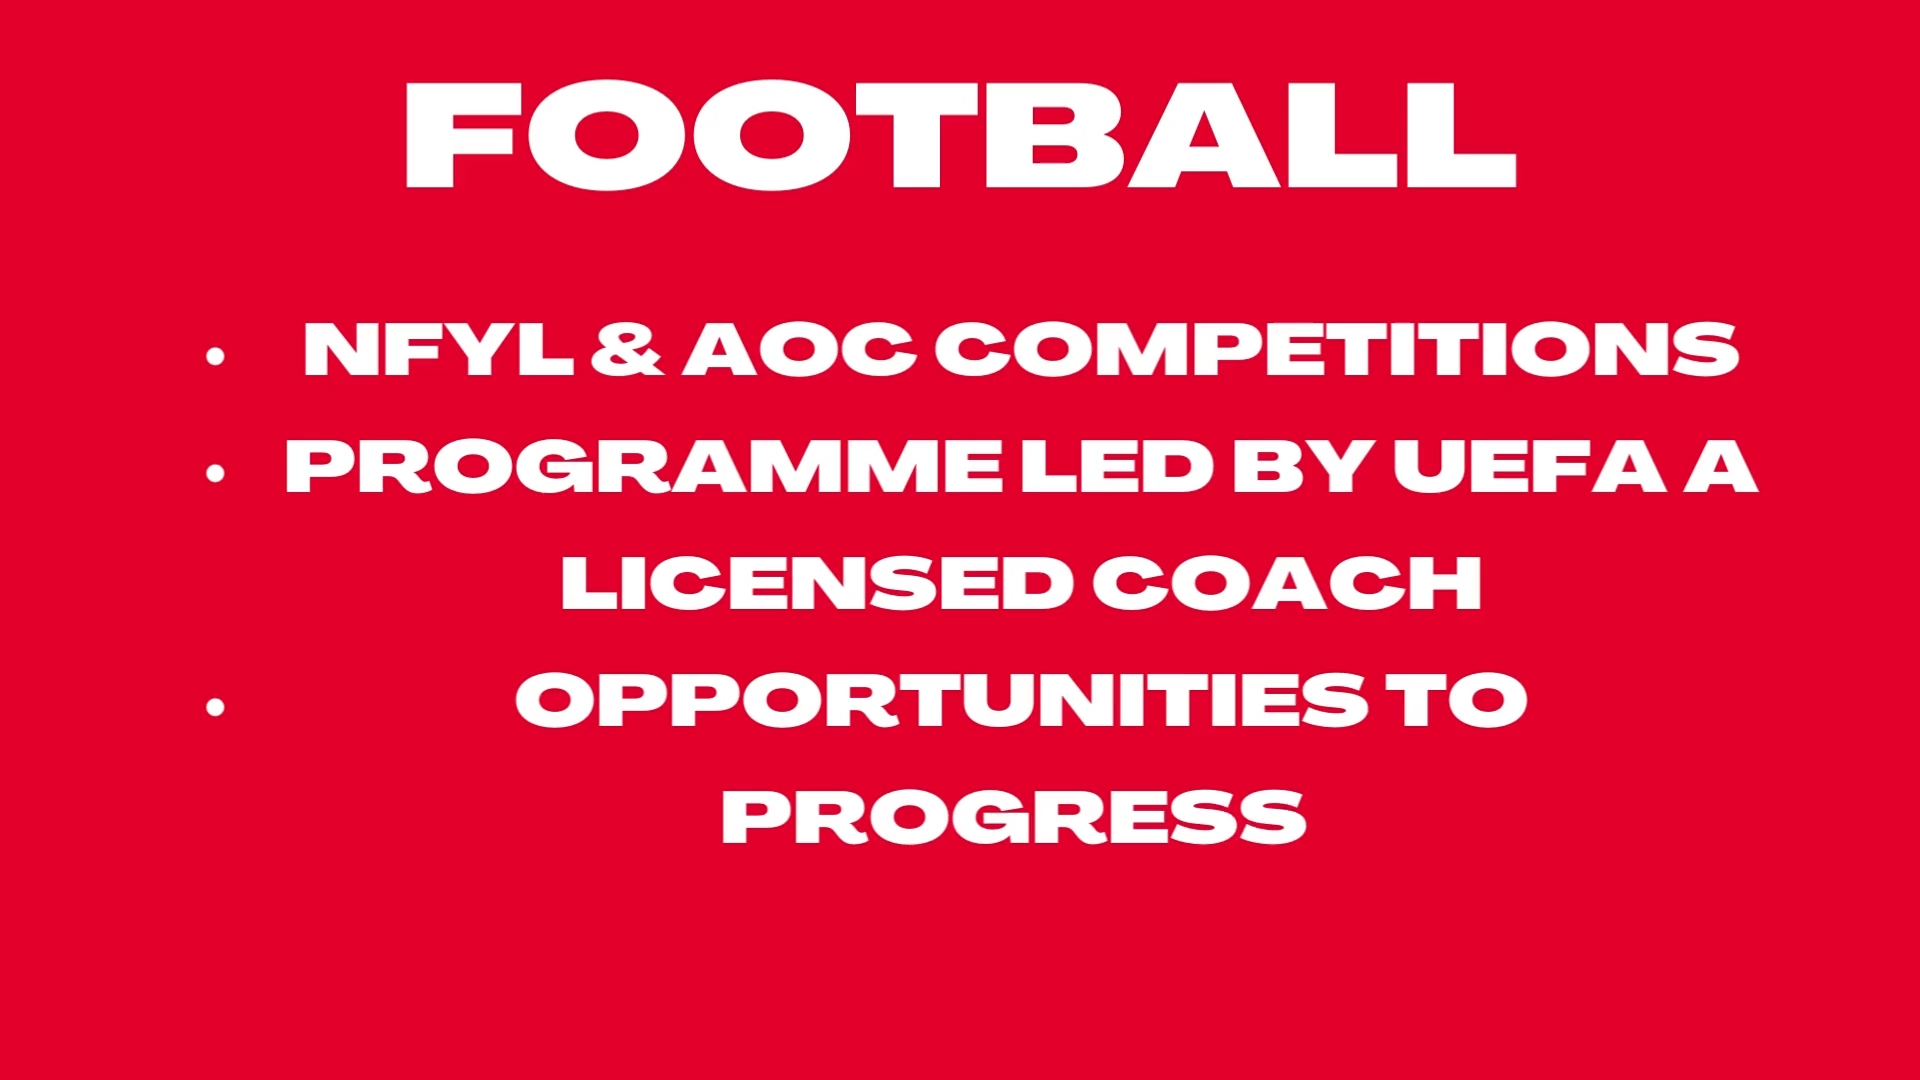 FOOTBALL
• NFYL & AOC COMPETITIONS
• PROGRAMME LED BY UEFA A
LICENSED COACH
• OPPORTUNITIES TO
PROGRESS